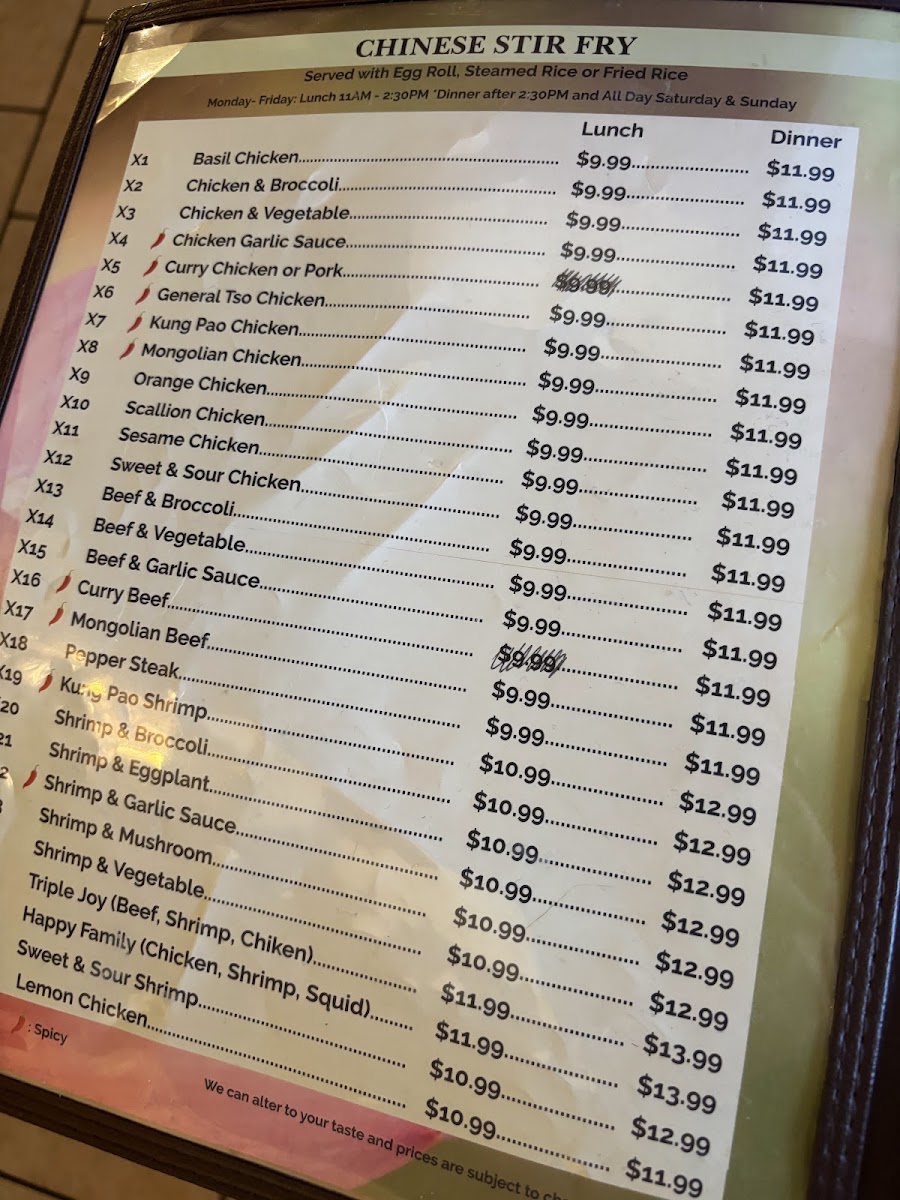 CHINESE STIR FRY
Served with Egg Roll, Steamed Rice or Fried Rice
Monday- Friday: Lunch 11AM - 2:30PM *Dinner after 2:30PM and All Day Saturday & Sunday
Lunch Dinner
X1 Basil Chicken $9.99 $11.99
X2 Chicken & Broccoli $9.99 $11.99
X3 Chicken & Vegetable $9.99 $11.99
X4 Chicken Garlic Sauce $9.99 $11.99
X5 Curry Chicken or Pork $9.99 $11.99
X6 General Tso Chicken $9.99 $11.99
X7 Kung Pao Chicken $9.99 $11.99
X8 Mongolian Chicken $9.99 $11.99
X9 Orange Chicken $9.99 $11.99
X10 Scallion Chicken $9.99 $11.99
X11 Sesame Chicken $9.99 $11.99
X12 Sweet & Sour Chicken $9.99 $11.99
X13 Beef & Broccoli $9.99 $11.99
X14 Beef & Vegetable $9.99 $11.99
X15 Beef & Garlic Sauce $9.99 $11.99
X16 Curry Beef $9.99 $11.99
X17 Mongolian Beef $9.99 $11.99
X18 Pepper Steak $9.99 $11.99
X19 Kung Pao Shrimp $10.99 $12.99
20 Shrimp & Broccoli $10.99 $12.99
21 Shrimp & Eggplant $10.99 $12.99
2 Shrimp & Garlic Sauce $10.99 $12.99
Shrimp & Mushroom $10.99 $12.99
Shrimp & Vegetable $10.99 $12.99
Triple Joy (Beef, Shrimp, Chiken) $11.99 $13.99
Happy Family (Chicken, Shrimp, Squid) $11.99 $13.99
Sweet & Sour Shrimp $10.99 $12.99
Lemon Chicken $10.99 $11.99
: Spicy
We can alter to your taste and prices are subject to